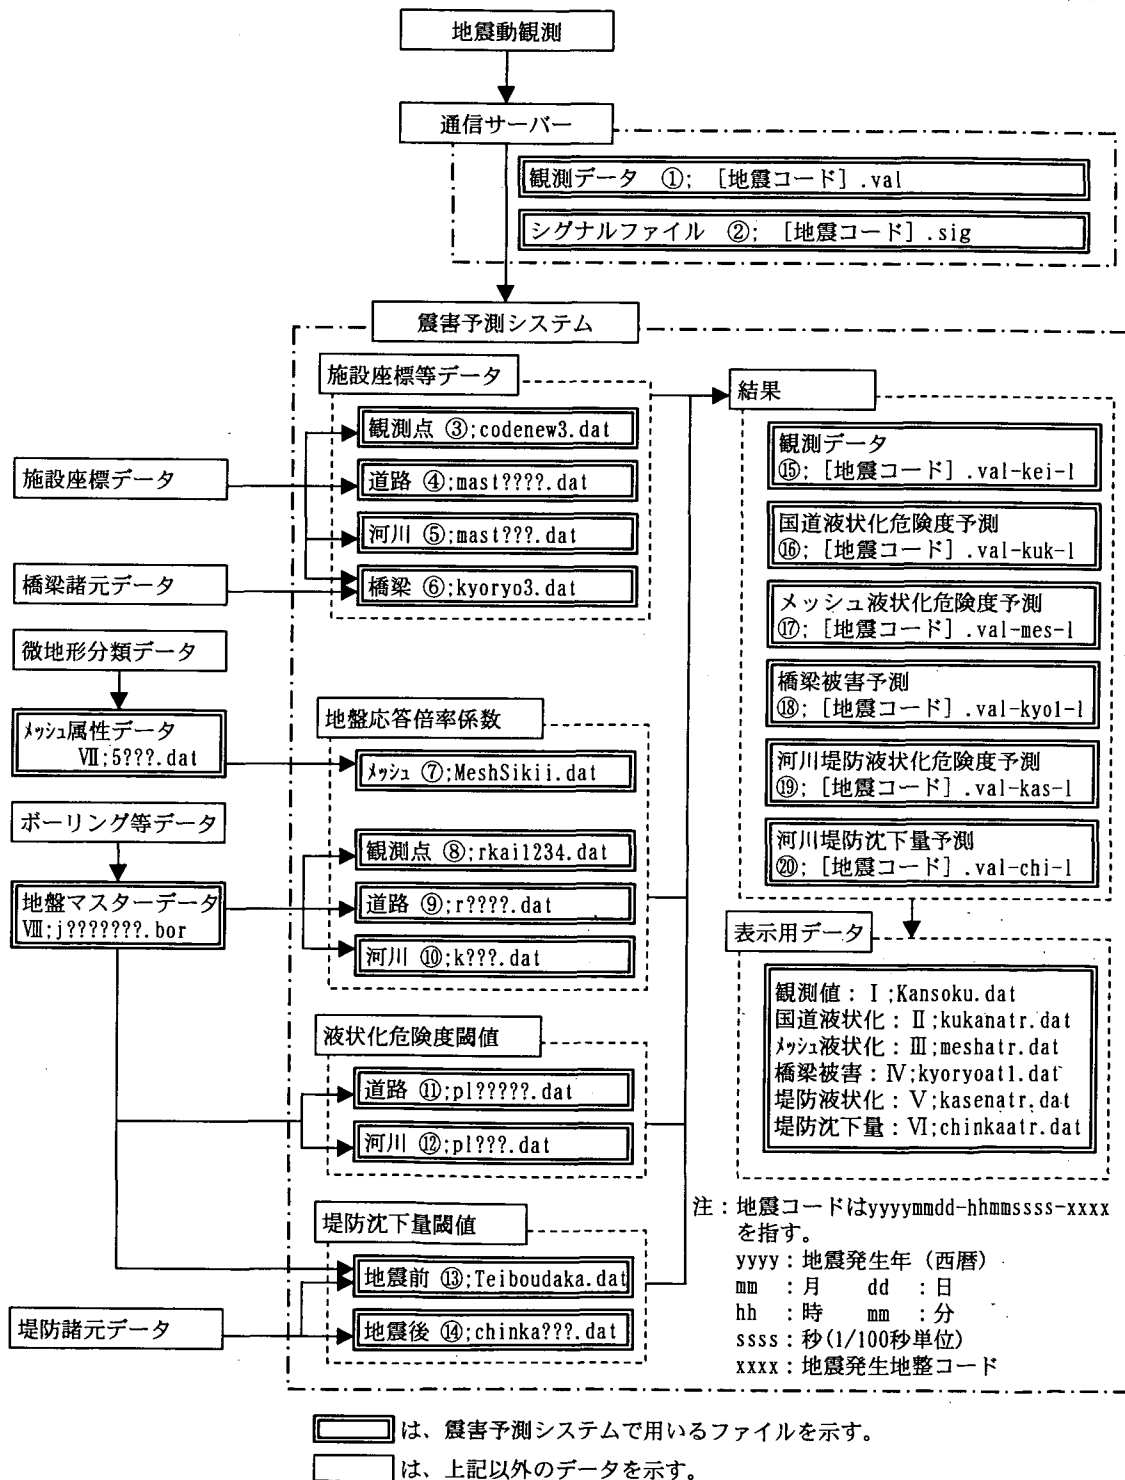 地震動観測
通信サーバー
観測データ ①; [地震コード].val
シグナルファイル ②; [地震コード].sig
震害予測システム
施設座標等データ
観測点 ③;codenew3.dat
道路 ④;mast????.dat
河川 ⑤;mast???.dat
橋梁 ⑥;kyoryo3.dat
施設座標データ
橋梁諸元データ
微地形分類データ
メッシュ属性データ
Ⅶ;5???.dat
ボーリング等データ
地盤マスターデータ
Ⅷ;j???????.bor
地盤応答倍率係数
メッシュ ⑦;MeshSikii.dat
観測点 ⑧;rkai1234.dat
道路 ⑨;r????.dat
河川 ⑩;k???.dat
液状化危険度閾値
道路 ⑪;pl?????.dat
河川 ⑫;pl???.dat
堤防沈下量閾値
地震前 ⑬;Teiboudaka.dat
地震後 ⑭;chinka???.dat
堤防諸元データ
結果
観測データ
⑮; [地震コード].val-kei-l
国道液状化危険度予測
⑯; [地震コード].val-kuk-l
メッシュ液状化危険度予測
⑰; [地震コード].val-mes-l
橋梁被害予測
⑱; [地震コード].val-kyo1-l
河川堤防液状化危険度予測
⑲; [地震コード].val-kas-l
河川堤防沈下量予測
⑳; [地震コード].val-chi-l
表示用データ
観測値:Ⅰ;Kansoku.dat
国道液状化:Ⅱ;kukanatr.dat
メッシュ液状化:Ⅲ;meshatr.dat
橋梁被害:Ⅳ;kyoryoat1.dat
堤防液状化:Ⅴ;kasenatr.dat
堤防沈下量:Ⅵ;chinkaatr.dat
注:地震コードはyyyymmdd-hhmmssss-xxxx
を指す。
yyyy:地震発生年(西暦)
mm :月 dd :日
hh :時 mm :分
ssss:秒(1/100秒単位)
xxxx:地震発生地整コード
は、震害予測システムで用いるファイルを示す。
は、上記以外のデータを示す。